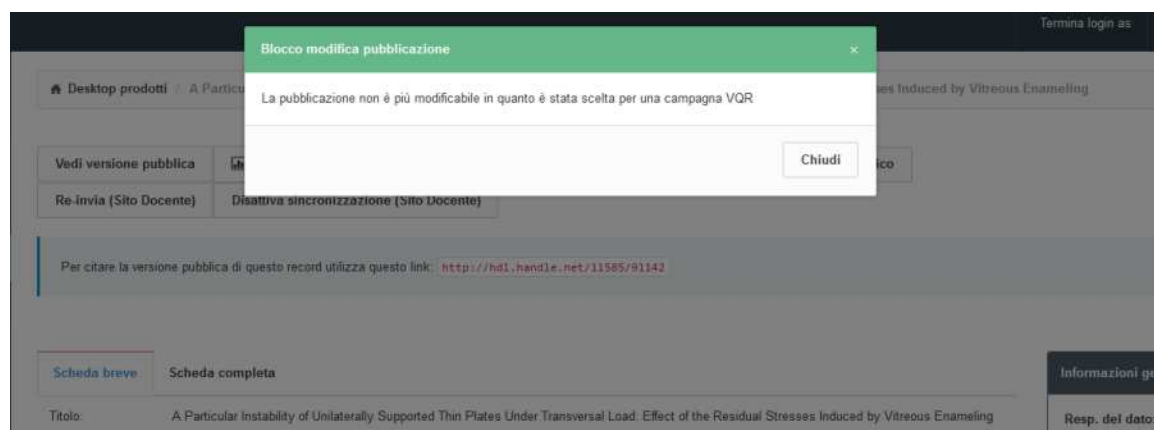 Termina login as
Blocco modifica pubblicazione ×
Desktop prodotti / A Particu ses Induced by Vitreous Enameling
La pubblicazione non è più modificabile in quanto è stata scelta per una campagna VQR
Vedi versione pubblica ico
Chiudi
Re-invia (Sito Docente) Disattiva sincronizzazione (Sito Docente)
Per citare la versione pubblica di questo record utilizza questo link: http://hdl.handle.net/11585/91142
Scheda breve Scheda completa Informazioni ge
Titolo: A Particular Instability of Unilaterally Supported Thin Plates Under Transversal Load: Effect of the Residual Stresses Induced by Vitreous Enameling Resp. del dato: